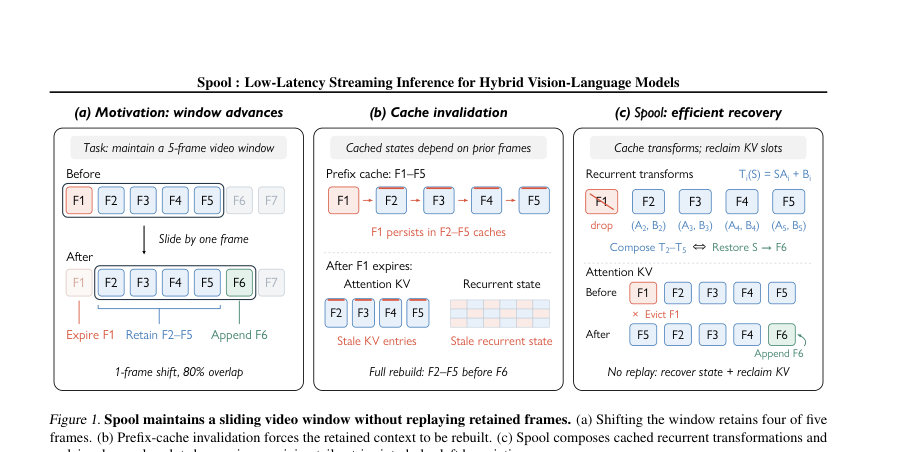 Spool : Low-Latency Streaming Inference for Hybrid Vision-Language Models
(a) Motivation: window advances
Task: maintain a 5-frame video window
Before
F1 F2 F3 F4 F5 F6 F7
Slide by one frame
After
F1 F2 F3 F4 F5 F6 F7
Expire F1 Retain F2–F5 Append F6
1-frame shift, 80% overlap
(b) Cache invalidation
Cached states depend on prior frames
Prefix cache: F1–F5
F1 → F2 → F3 → F4 → F5
F1 persists in F2–F5 caches
After F1 expires:
Attention KV Recurrent state
F2 F3 F4 F5
Stale KV entries Stale recurrent state
Full rebuild: F2–F5 before F6
(c) Spool: efficient recovery
Cache transforms; reclaim KV slots
Recurrent transforms Tᵢ(S) = SAᵢ + Bᵢ
F1 F2 F3 F4 F5
drop (A₂, B₂) (A₃, B₃) (A₄, B₄) (A₅, B₅)
Compose T₂–T₅ ⇔ Restore S → F6
Attention KV
Before F1 F2 F3 F4 F5
× Evict F1
After F5 F2 F3 F4 F6
Append F6
No replay: recover state + reclaim KV
Figure 1. Spool maintains a sliding video window without replaying retained frames. (a) Shifting the window retains four of five
frames. (b) Prefix-cache invalidation forces the retained context to be rebuilt. (c) Spool composes cached recurrent transformations and